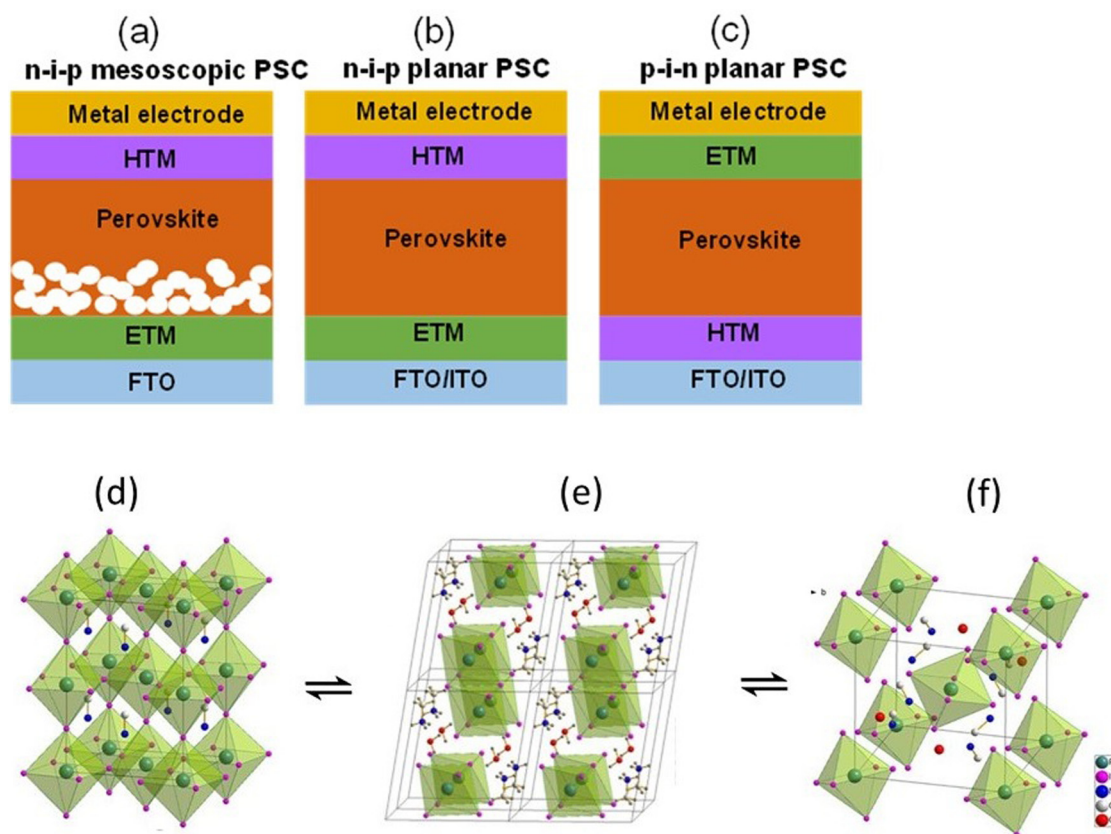 (a)
n-i-p mesoscopic PSC
Metal electrode
HTM
Perovskite
ETM
FTO
(b)
n-i-p planar PSC
Metal electrode
HTM
Perovskite
ETM
FTO/ITO
(c)
p-i-n planar PSC
Metal electrode
ETM
Perovskite
HTM
FTO/ITO
(d)
(e)
(f)
b